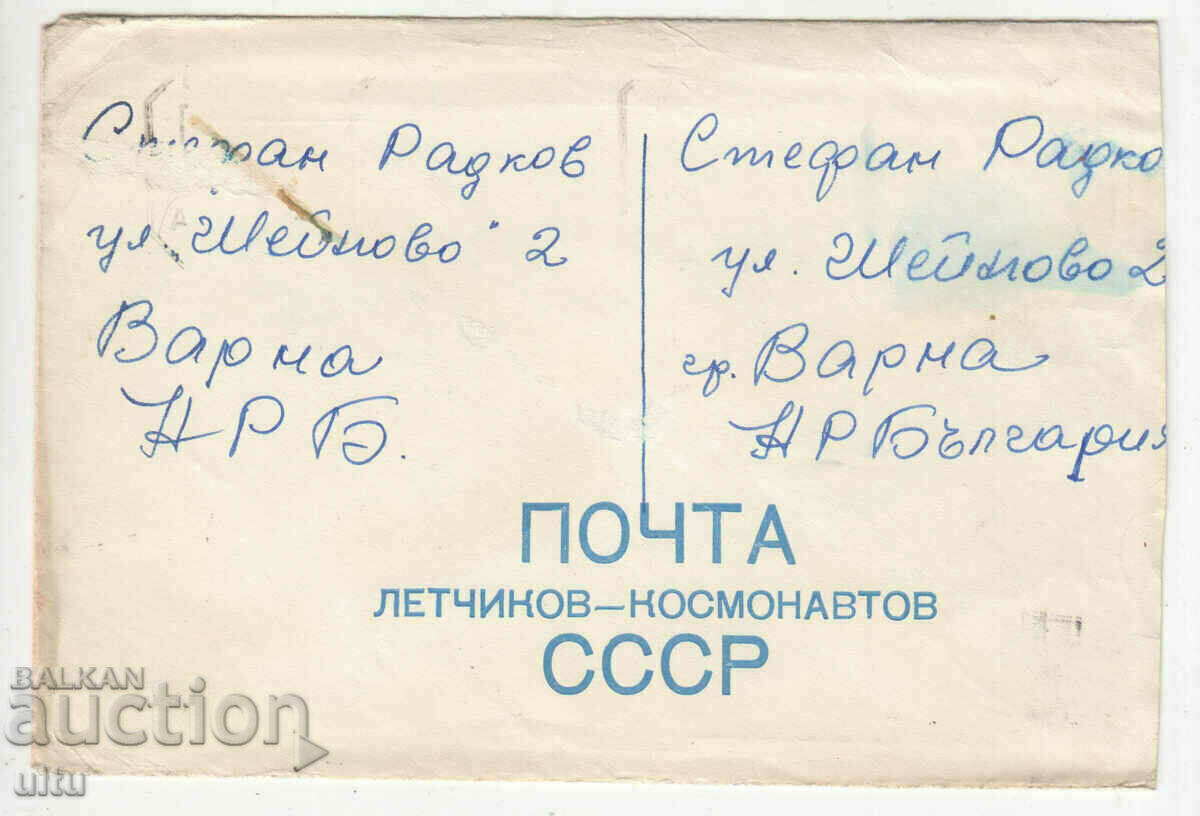 Стефан Радков
ул. "Шейново" 2
Варна
НРБ.
Стефан Радко
ул. Шейново 2
гр. Варна
НР България
ПОЧТА
ЛЕТЧИКОВ—КОСМОНАВТОВ
СССР
BALKAN
auction
uitu